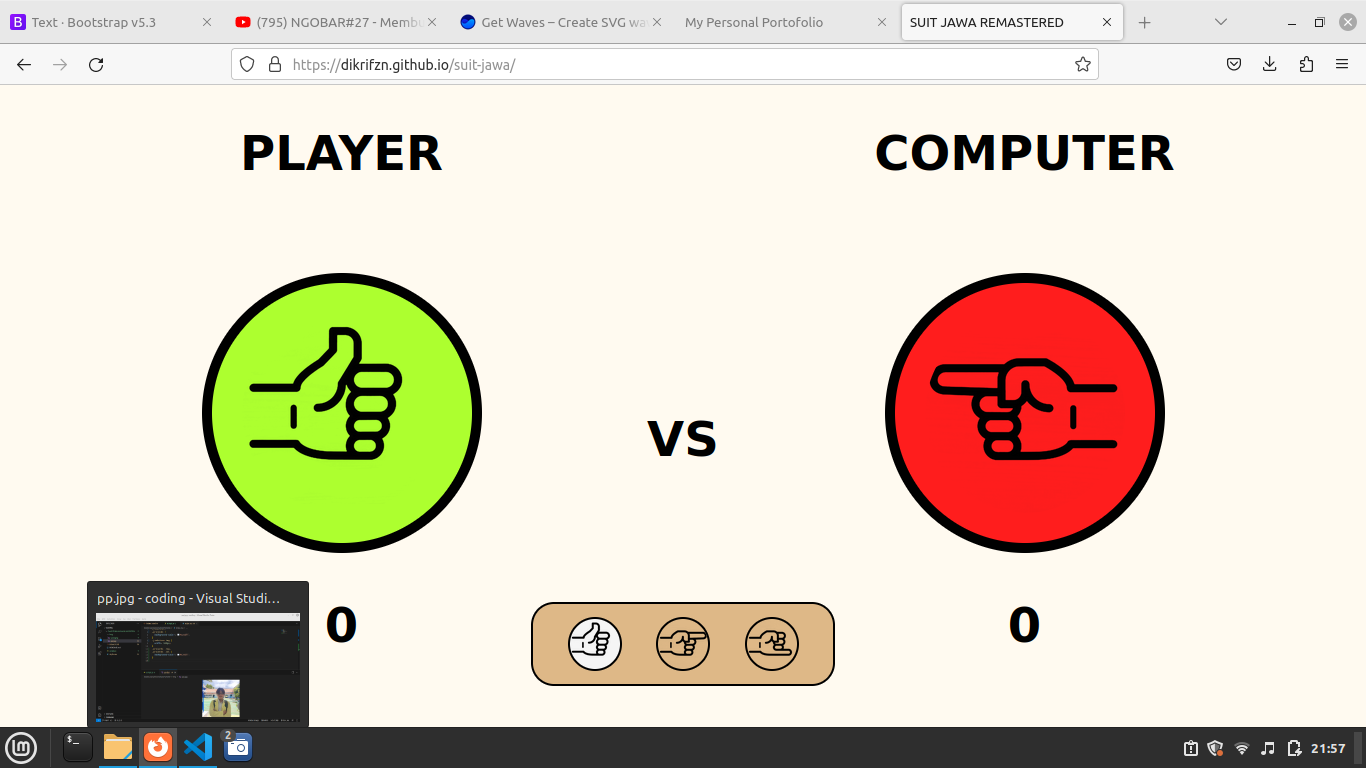 Text · Bootstrap v5.3
(795) NGOBAR#27 - Membu
Get Waves – Create SVG wa
My Personal Portofolio
SUIT JAWA REMASTERED
https://dikrifzn.github.io/suit-jawa/
PLAYER
COMPUTER
VS
pp.jpg - coding - Visual Studi...
0
0
2
21:57